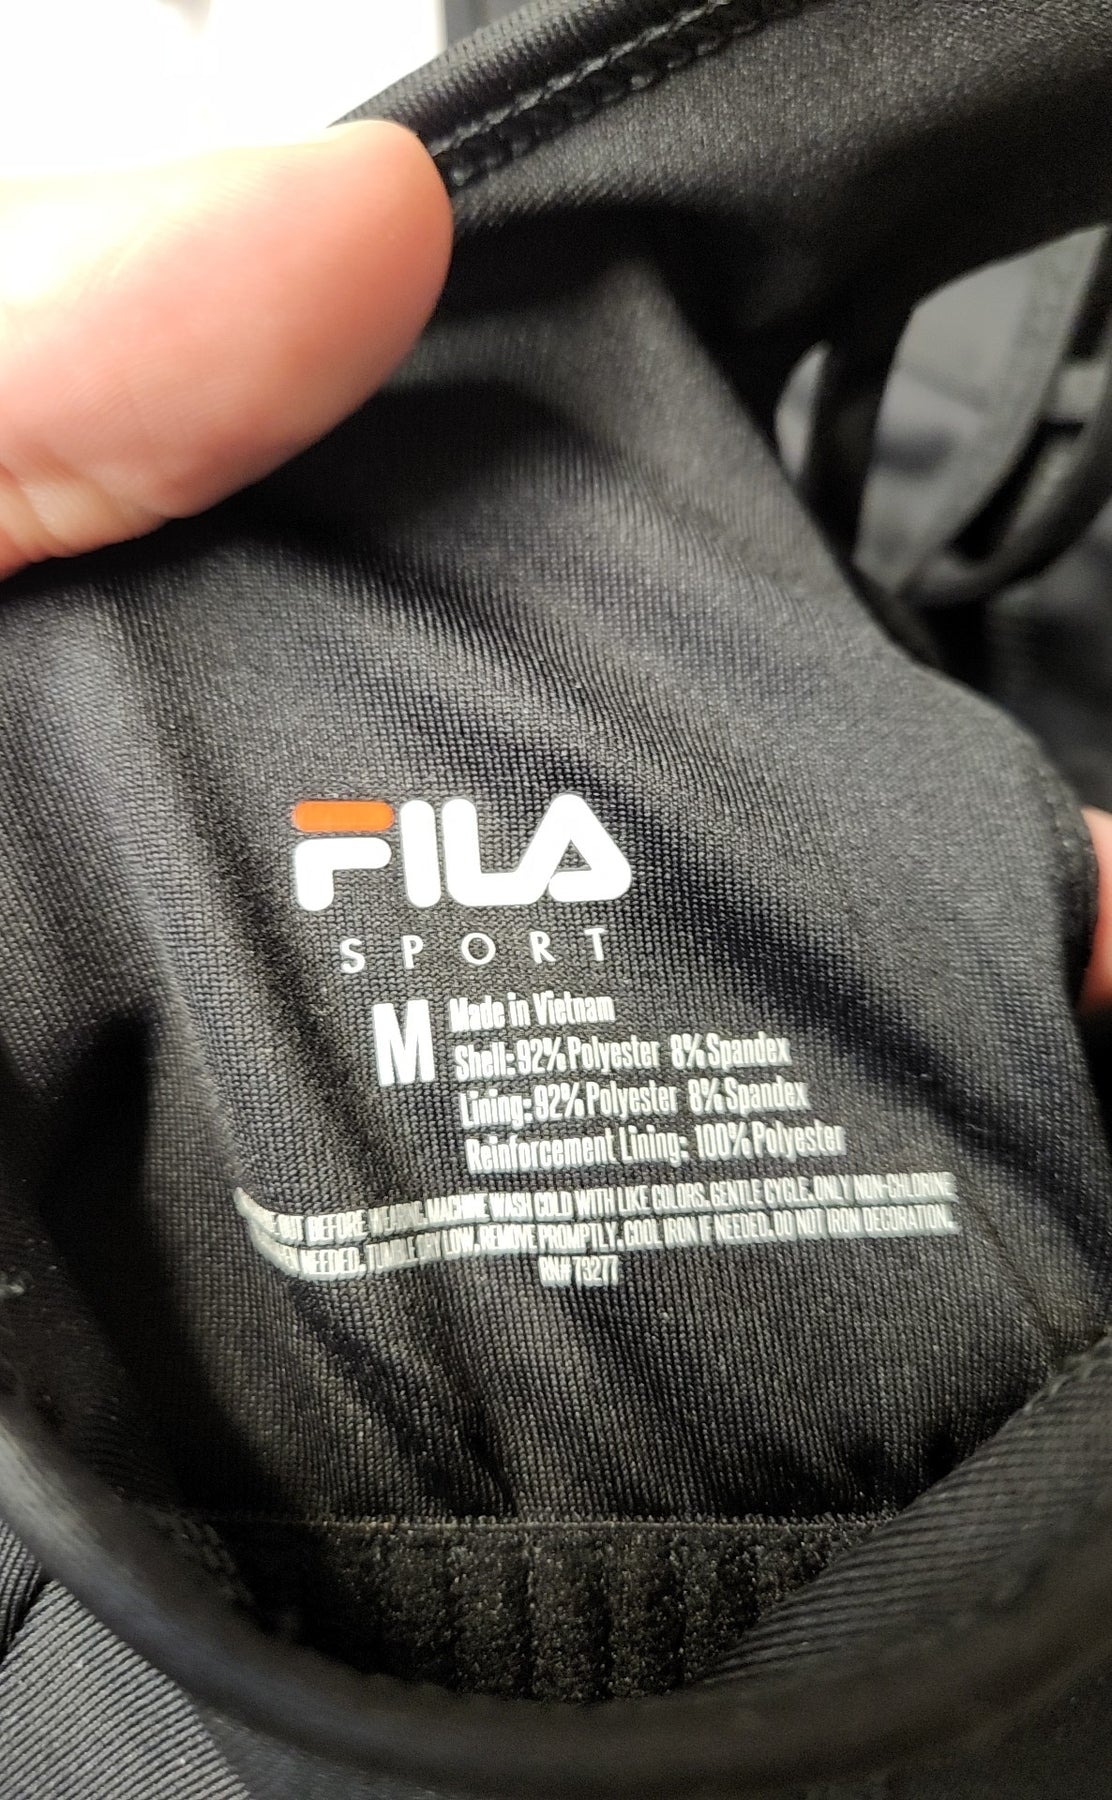 FILA
SPORT
M
Made in Vietnam
Shell: 92% Polyester 8% Spandex
Lining: 92% Polyester 8% Spandex
Reinforcement Lining: 100% Polyester
OUT BEFORE WEARING. MACHINE WASH COLD WITH LIKE COLORS. GENTLE CYCLE. ONLY NON-CHLORINE
NEEDED. TUMBLE DRY LOW. REMOVE PROMPTLY. COOL IRON IF NEEDED. DO NOT IRON DECORATION.
RN# 73277